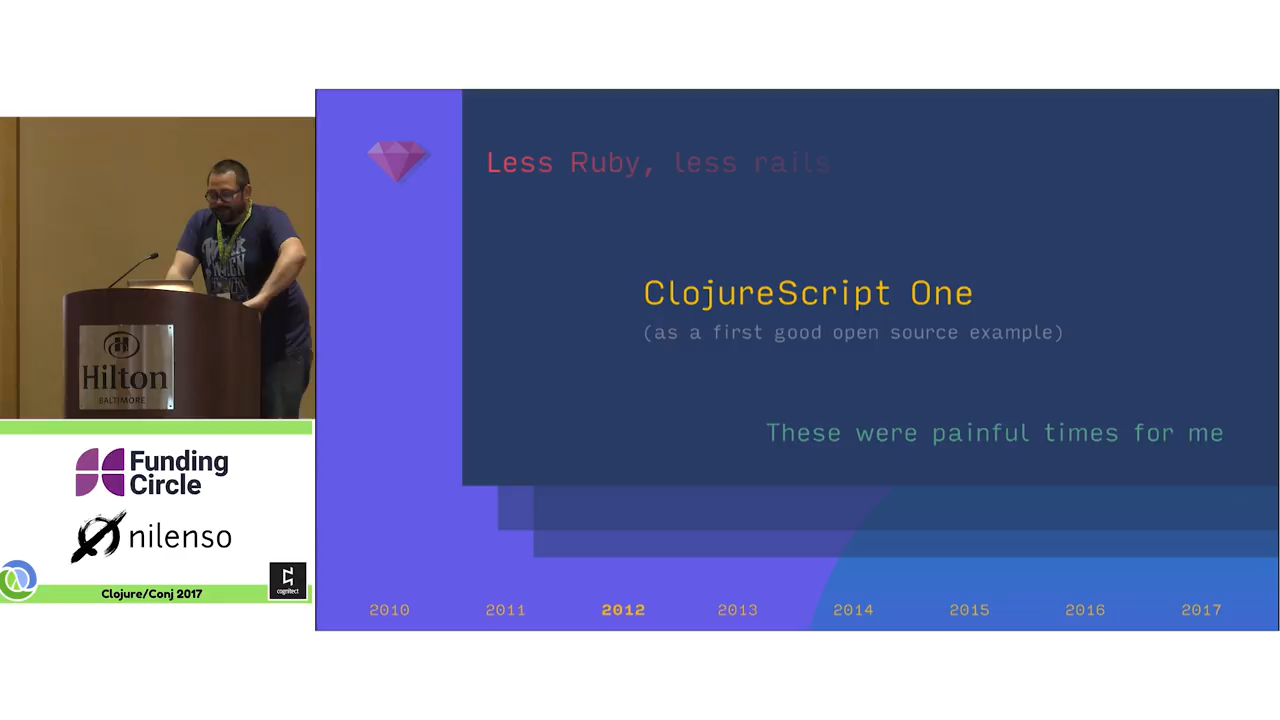 Less Ruby, less rails
ClojureScript One
(as a first good open source example)
These were painful times for me
2010 2011 2012 2013 2014 2015 2016 2017
Hilton
BALTIMORE
Funding
Circle
nilenso
Clojure/Conj 2017
cognitect